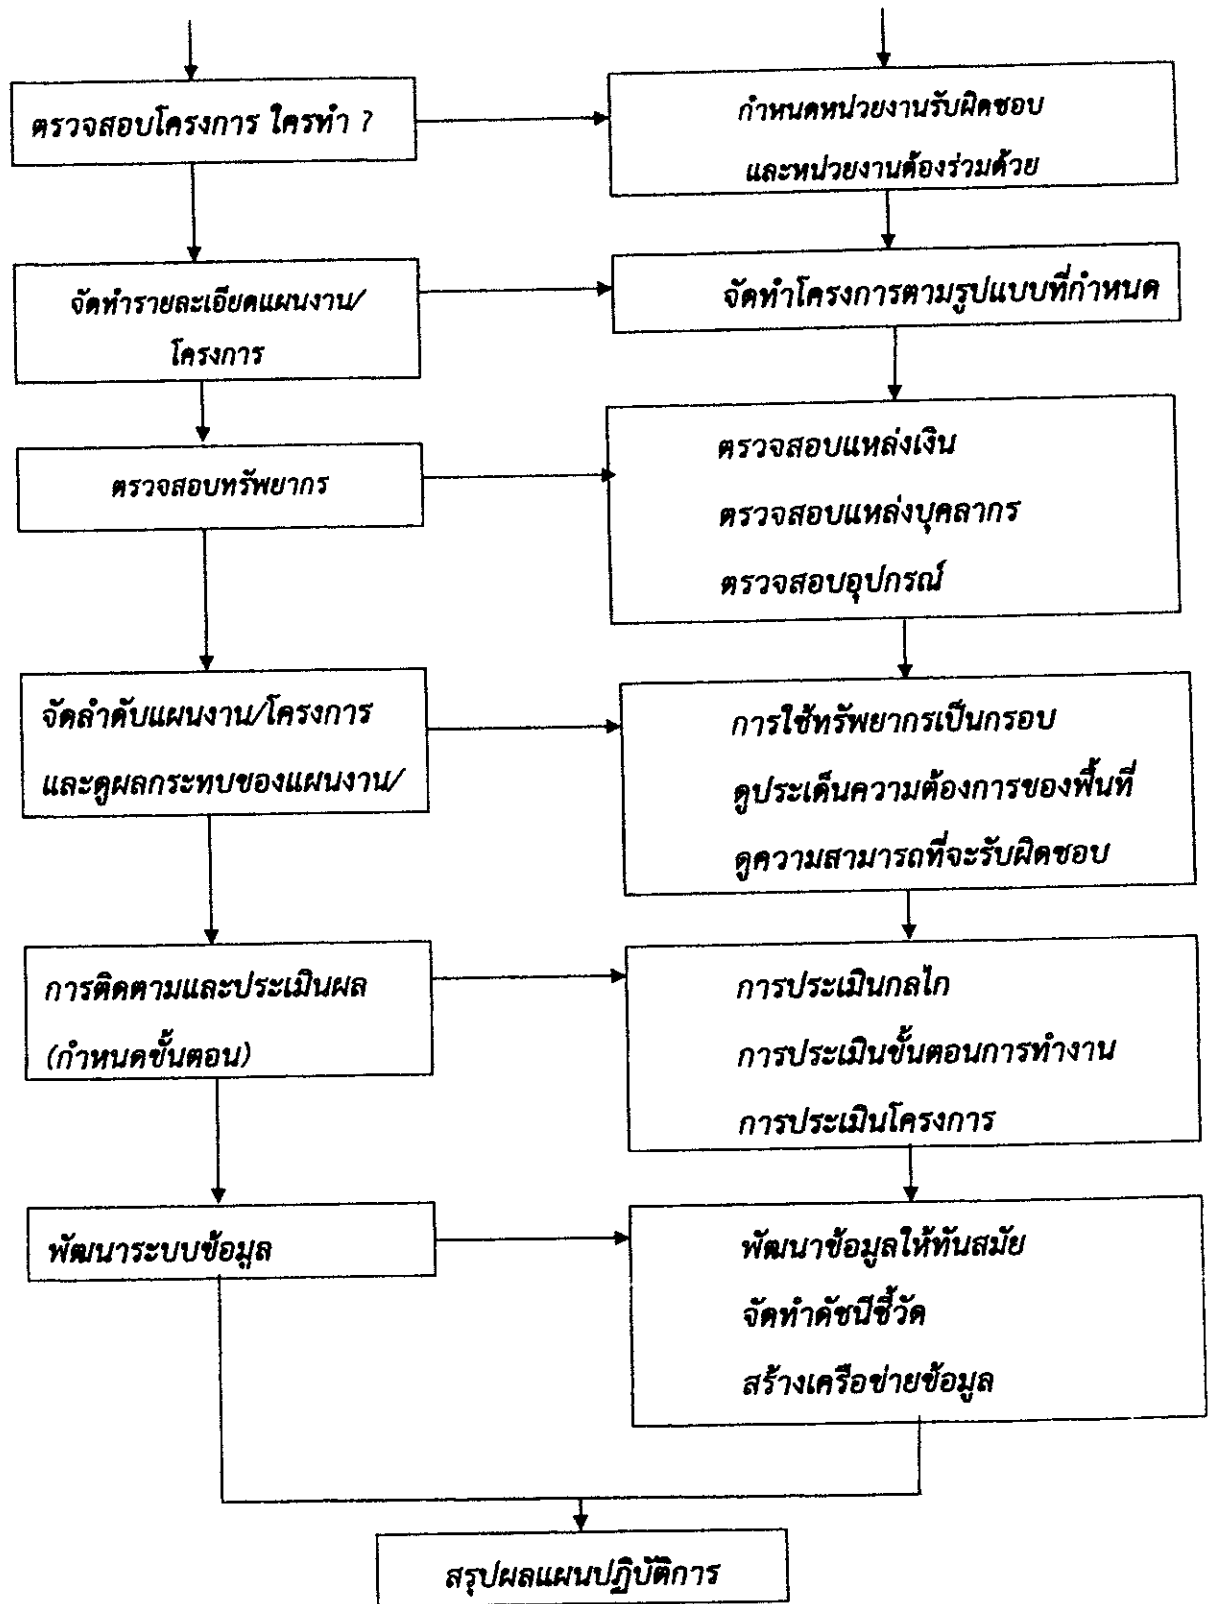 ตรวจสอบโครงการ ใครทำ ?
กำหนดหน่วยงานรับผิดชอบ
และหน่วยงานต้องร่วมด้วย
จัดทำรายละเอียดแผนงาน/
โครงการ
จัดทำโครงการตามรูปแบบที่กำหนด
ตรวจสอบทรัพยากร
ตรวจสอบแหล่งเงิน
ตรวจสอบแหล่งบุคลากร
ตรวจสอบอุปกรณ์
จัดลำดับแผนงาน/โครงการ
และดูผลกระทบของแผนงาน/
การใช้ทรัพยากรเป็นกรอบ
ดูประเด็นความต้องการของพื้นที่
ดูความสามารถที่จะรับผิดชอบ
การติดตามและประเมินผล
(กำหนดขั้นตอน)
การประเมินกลไก
การประเมินขั้นตอนการทำงาน
การประเมินโครงการ
พัฒนาระบบข้อมูล
พัฒนาข้อมูลให้ทันสมัย
จัดทำดัชนีชี้วัด
สร้างเครือข่ายข้อมูล
สรุปผลแผนปฏิบัติการ